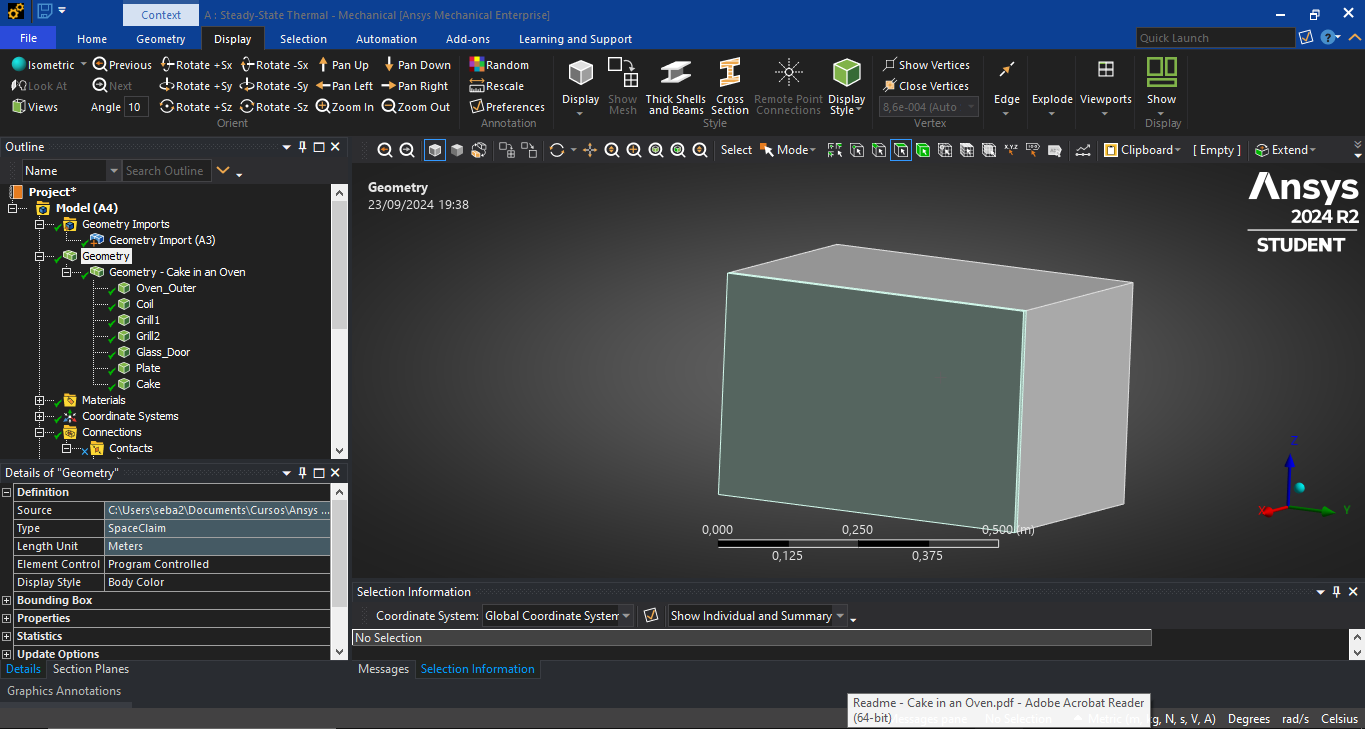 Context
A : Steady-State Thermal - Mechanical [Ansys Mechanical Enterprise]
File Home Geometry Display Selection Automation Add-ons Learning and Support
Quick Launch
Isometric Previous Rotate +Sx Rotate -Sx Pan Up Pan Down
Look At Next Rotate +Sy Rotate -Sy Pan Left Pan Right
Views Angle 10 Rotate +Sz Rotate -Sz Zoom In Zoom Out
Orient
Random
Rescale
Preferences
Annotation
Display
Show Mesh
Thick Shells and Beams
Cross Section
Remote Point Connections
Display Style
Style
Show Vertices
Close Vertices
8,6e-004 (Auto
Vertex
Edge
Explode
Viewports
Show
Display
Outline
Name Search Outline
Select Mode Clipboard [ Empty ] Extend
Project*
Model (A4)
Geometry Imports
Geometry Import (A3)
Geometry
Geometry - Cake in an Oven
Oven_Outer
Coil
Grill1
Grill2
Glass_Door
Plate
Cake
Materials
Coordinate Systems
Connections
Contacts
Geometry
23/09/2024 19:38
Ansys
2024 R2
STUDENT
Z
X
Y
0,000 0,250 0,500 (m)
0,125 0,375
Details of "Geometry"
Definition
Source C:\Users\seba2\Documents\Cursos\Ansys ...
Type SpaceClaim
Length Unit Meters
Element Control Program Controlled
Display Style Body Color
Bounding Box
Properties
Statistics
Update Options
Details Section Planes
Graphics Annotations
Selection Information
Coordinate System: Global Coordinate System Show Individual and Summary
No Selection
Messages Selection Information
Readme - Cake in an Oven.pdf - Adobe Acrobat Reader
(64-bit)
Messages pane No Selection Metric (m, kg, N, s, V, A) Degrees rad/s Celsius